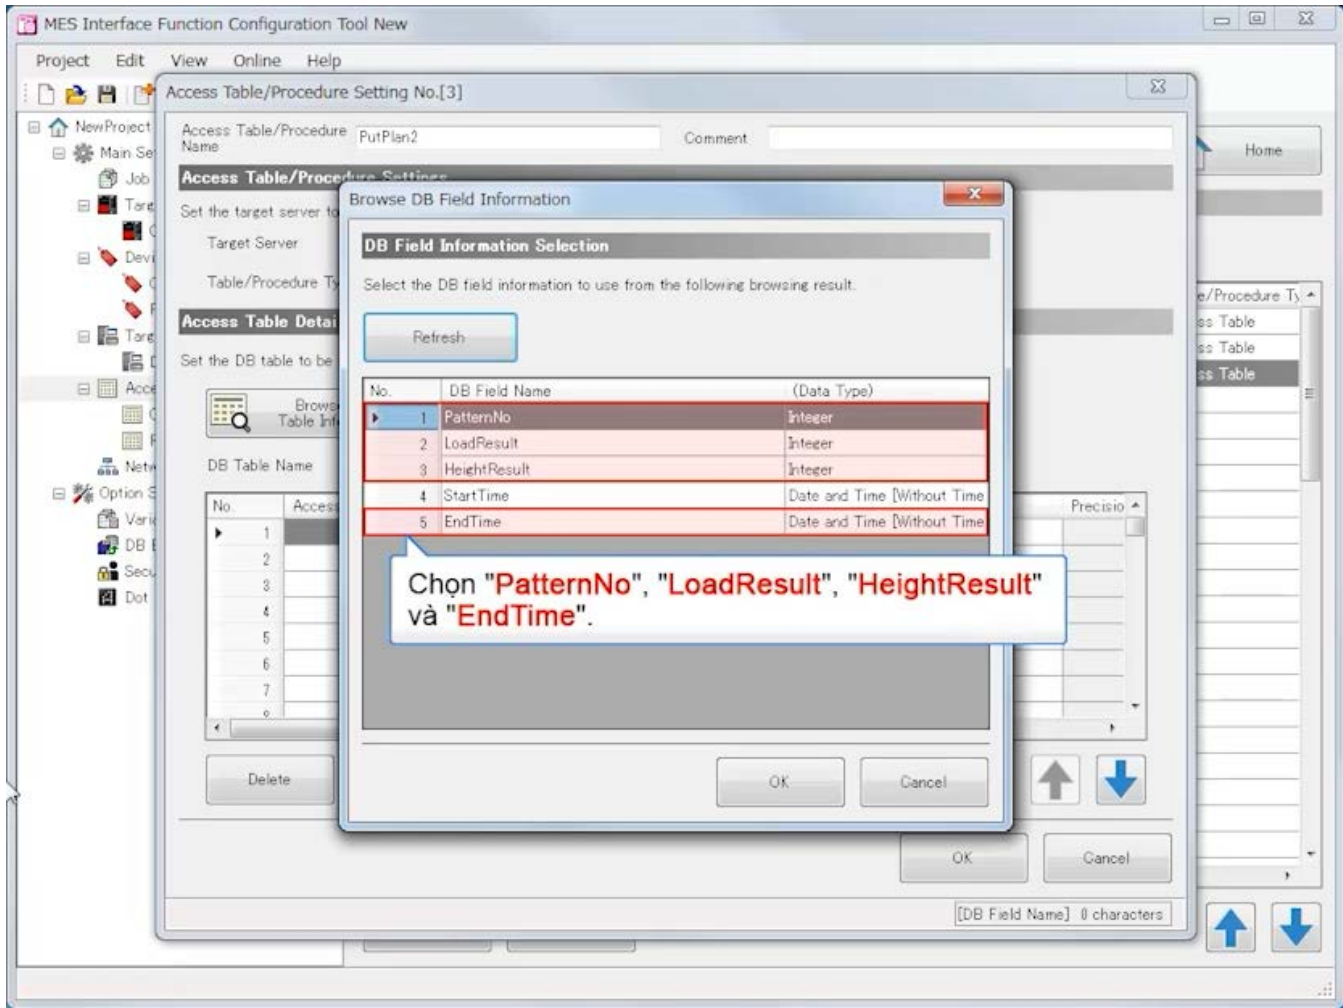 MES Interface Function Configuration Tool New
Project Edit View Online Help
Access Table/Procedure Setting No.[3]
NewProject
Main Se
Job
Targ
Devi
Targ
Acce
Netw
Option S
Varia
DB
Secu
Dot
Access Table/Procedure Name
PutPlan2
Comment
Home
Access Table/Procedure Settings
Set the target server to
Target Server
Table/Procedure Ty
Access Table Detai
Set the DB table to be
Brows
Table Inf
DB Table Name
No. Access Precisio
1
2
3
4
5
6
7
Delete
OK Cancel
[DB Field Name] 0 characters
e/Procedure Ty
ss Table
ss Table
ss Table
Browse DB Field Information
DB Field Information Selection
Select the DB field information to use from the following browsing result.
Refresh
No. DB Field Name (Data Type)
1 PatternNo Integer
2 LoadResult Integer
3 HeightResult Integer
4 StartTime Date and Time [Without Time
5 EndTime Date and Time [Without Time
Chọn "PatternNo", "LoadResult", "HeightResult"
và "EndTime".
OK Cancel